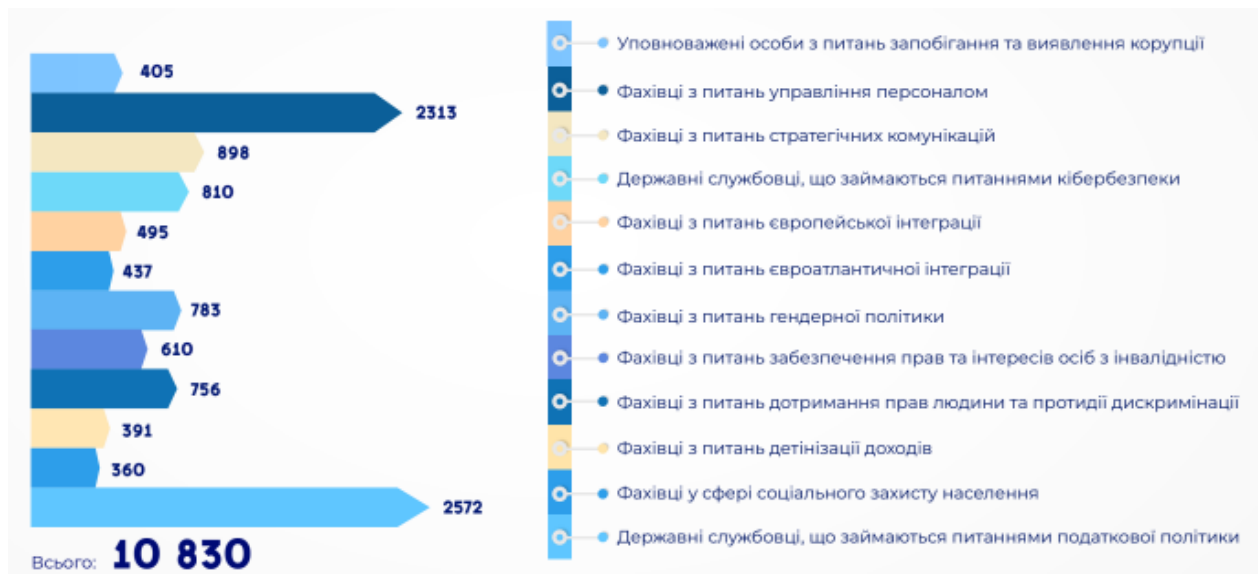 405
2313
898
810
495
437
783
610
756
391
360
2572
Всього: 10 830
Уповноважені особи з питань запобігання та виявлення корупції
Фахівці з питань управління персоналом
Фахівці з питань стратегічних комунікацій
Державні службовці, що займаються питаннями кібербезпеки
Фахівці з питань європейської інтеграції
Фахівці з питань євроатлантичної інтеграції
Фахівці з питань гендерної політики
Фахівці з питань забезпечення прав та інтересів осіб з інвалідністю
Фахівці з питань дотримання прав людини та протидії дискримінації
Фахівці з питань детінізації доходів
Фахівці у сфері соціального захисту населення
Державні службовці, що займаються питаннями податкової політики